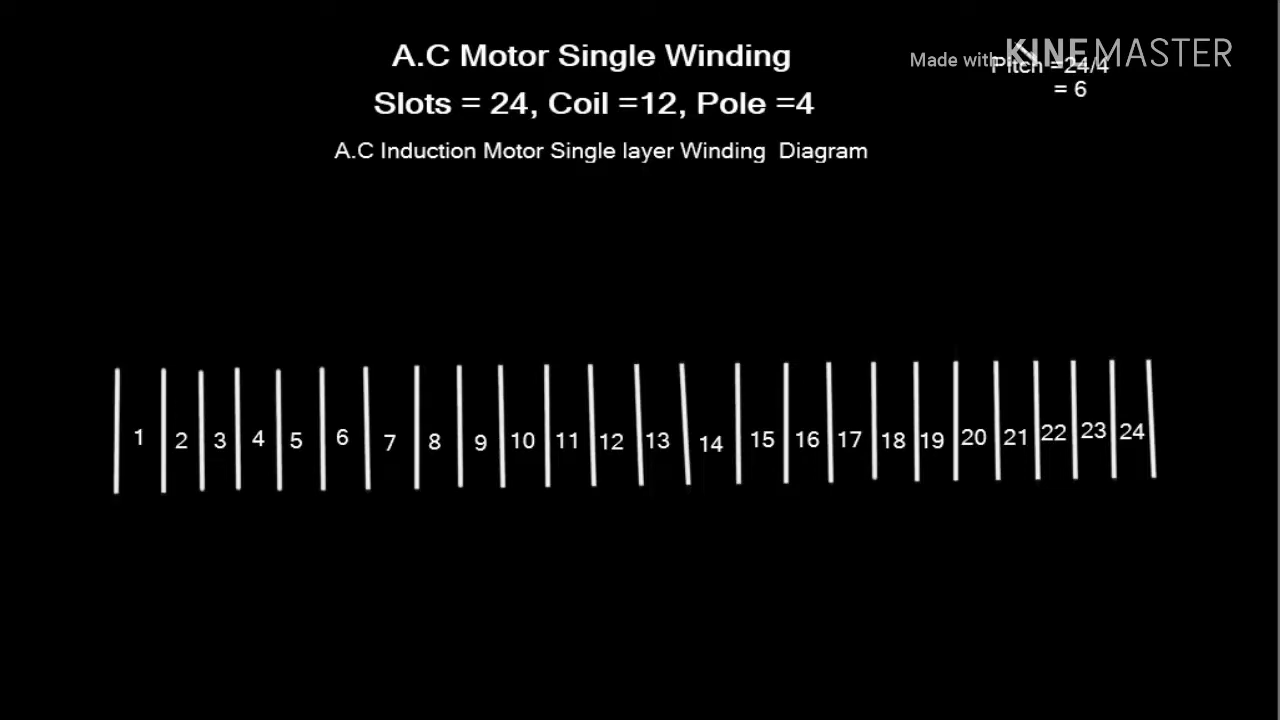 A.C Motor Single Winding
Slots = 24, Coil =12, Pole =4
A.C Induction Motor Single layer Winding Diagram
Made with KINEMASTER
Pitch =24/4
= 6
1 2 3 4 5 6 7 8 9 10 11 12 13 14 15 16 17 18 19 20 21 22 23 24